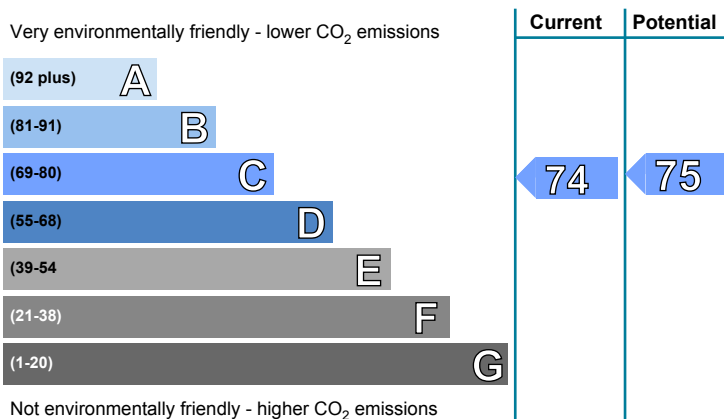 Current Potential
Very environmentally friendly - lower CO2 emissions
(92 plus) A
(81-91) B
(69-80) C 74 75
(55-68) D
(39-54 E
(21-38) F
(1-20) G
Not environmentally friendly - higher CO2 emissions